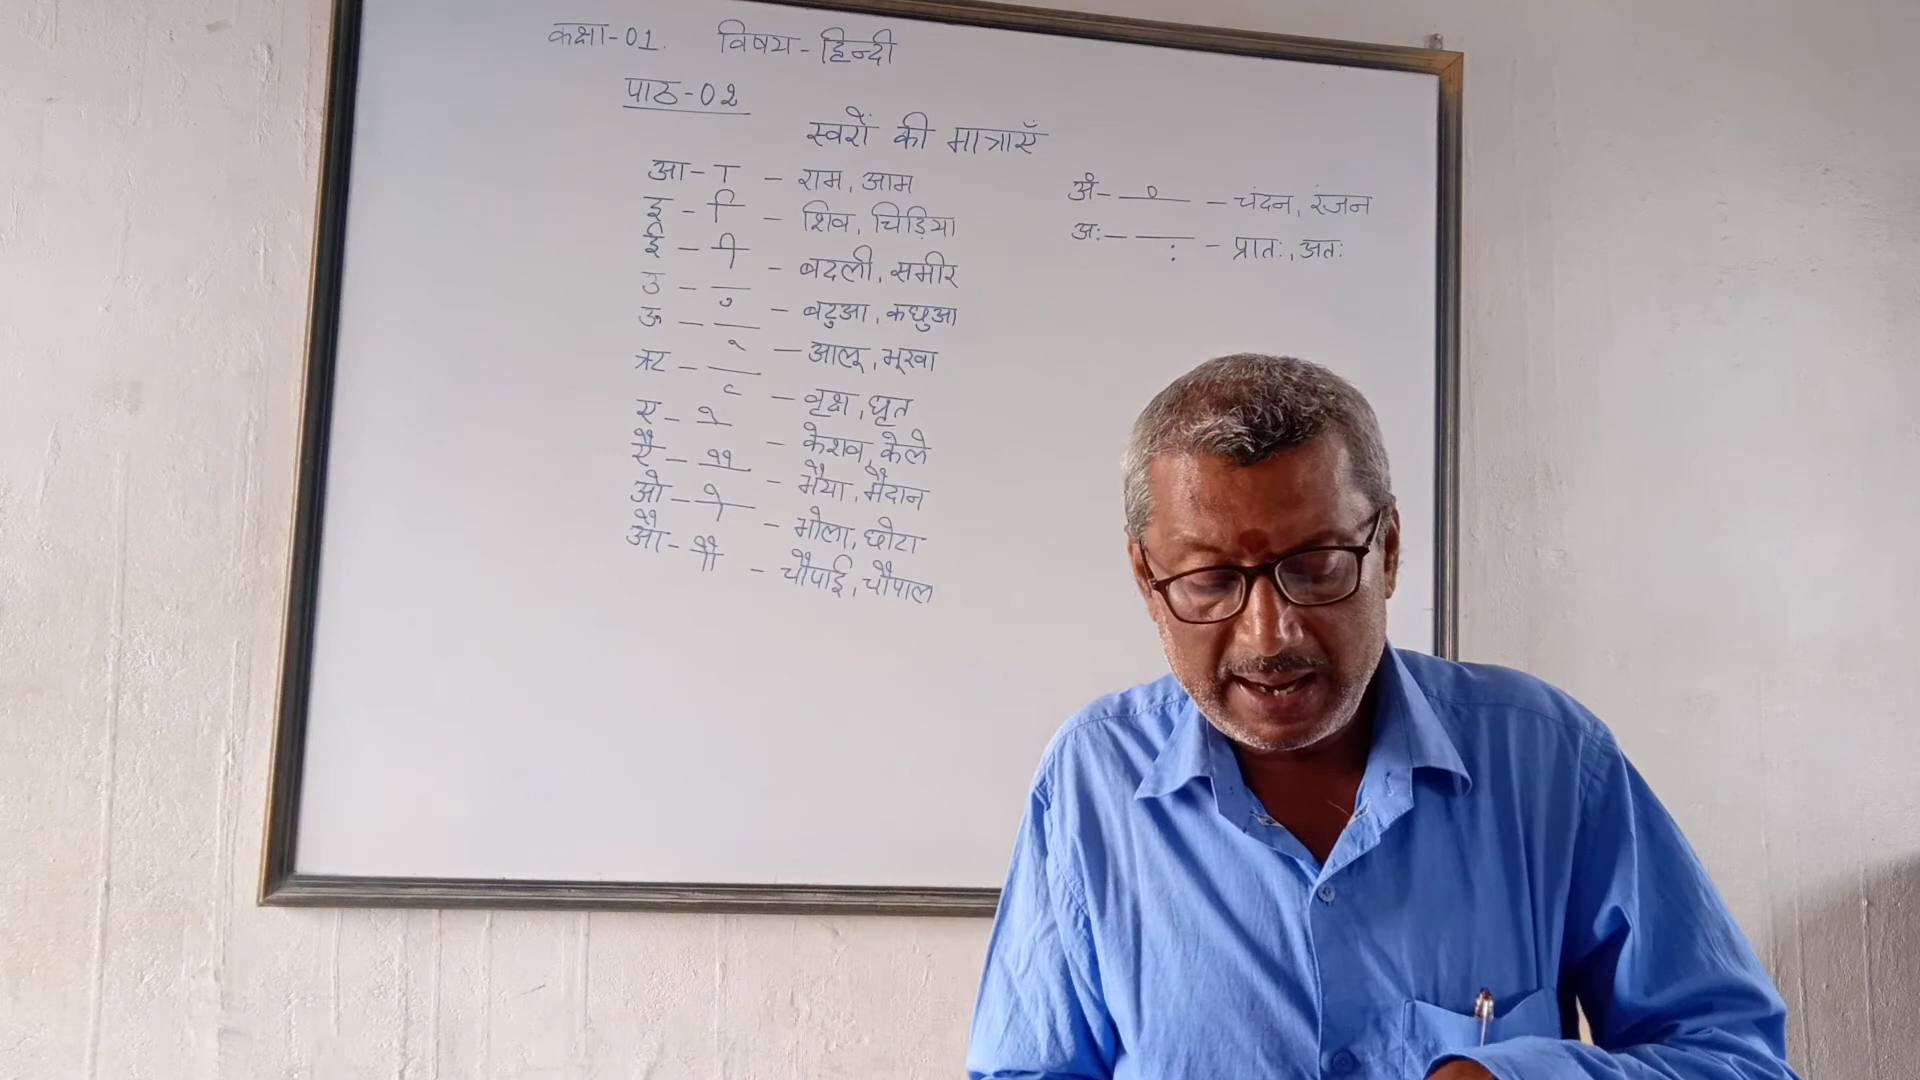 कक्षा-01. विषय-हिन्दी
पाठ-02
स्वरों की मात्राएँ
आ-ा - राम, आम
इ - ि - शिव, चिड़िया
ई - ी - बदली, समीर
उ - ु - बटुआ, कछुआ
ऊ - ू - आलू, भूखा
ऋ - ृ - वृक्ष, घृत
ए - े - केशव, केले
ऐ - ै - मैया, मैदान
ओ - ो - भोला, छोटा
औ - ौ - चौपाई, चौपाल
अं - ं - चंदन, रंजन
अः - ः - प्रातः, अतः